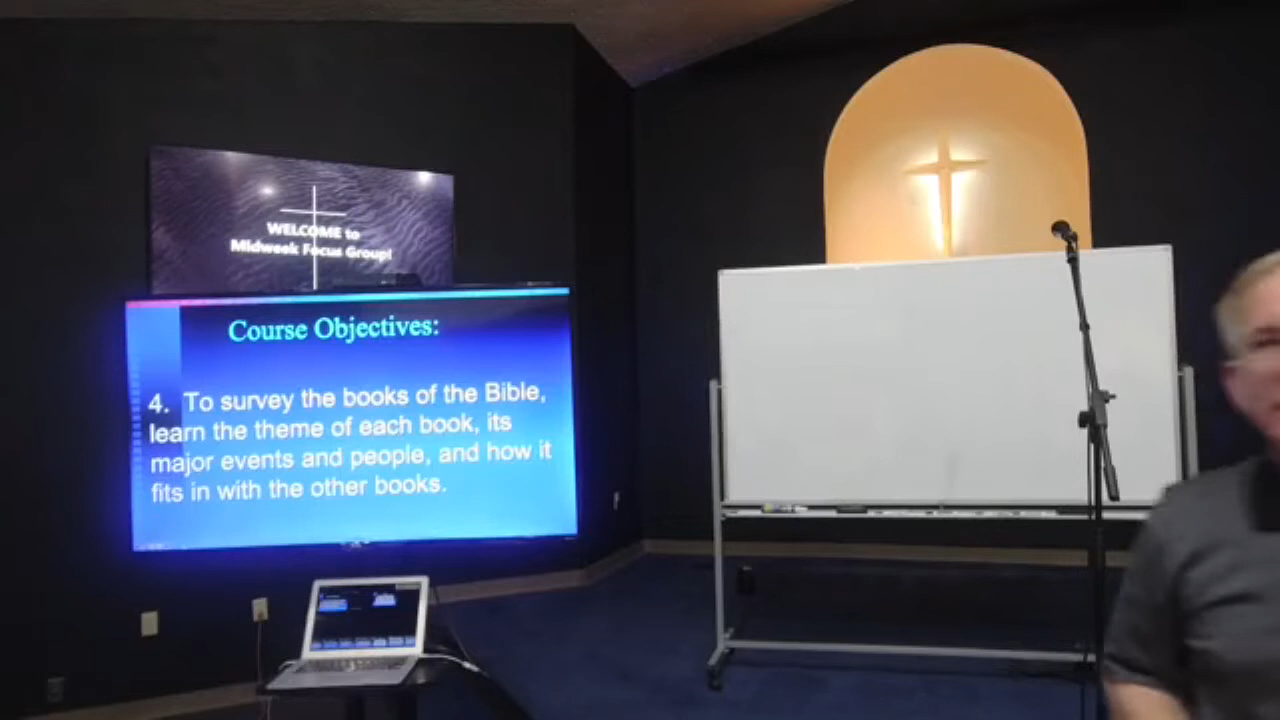 WELCOME to
Midweek Focus Group!
Course Objectives:
4. To survey the books of the Bible,
learn the theme of each book, its
major events and people, and how it
fits in with the other books.